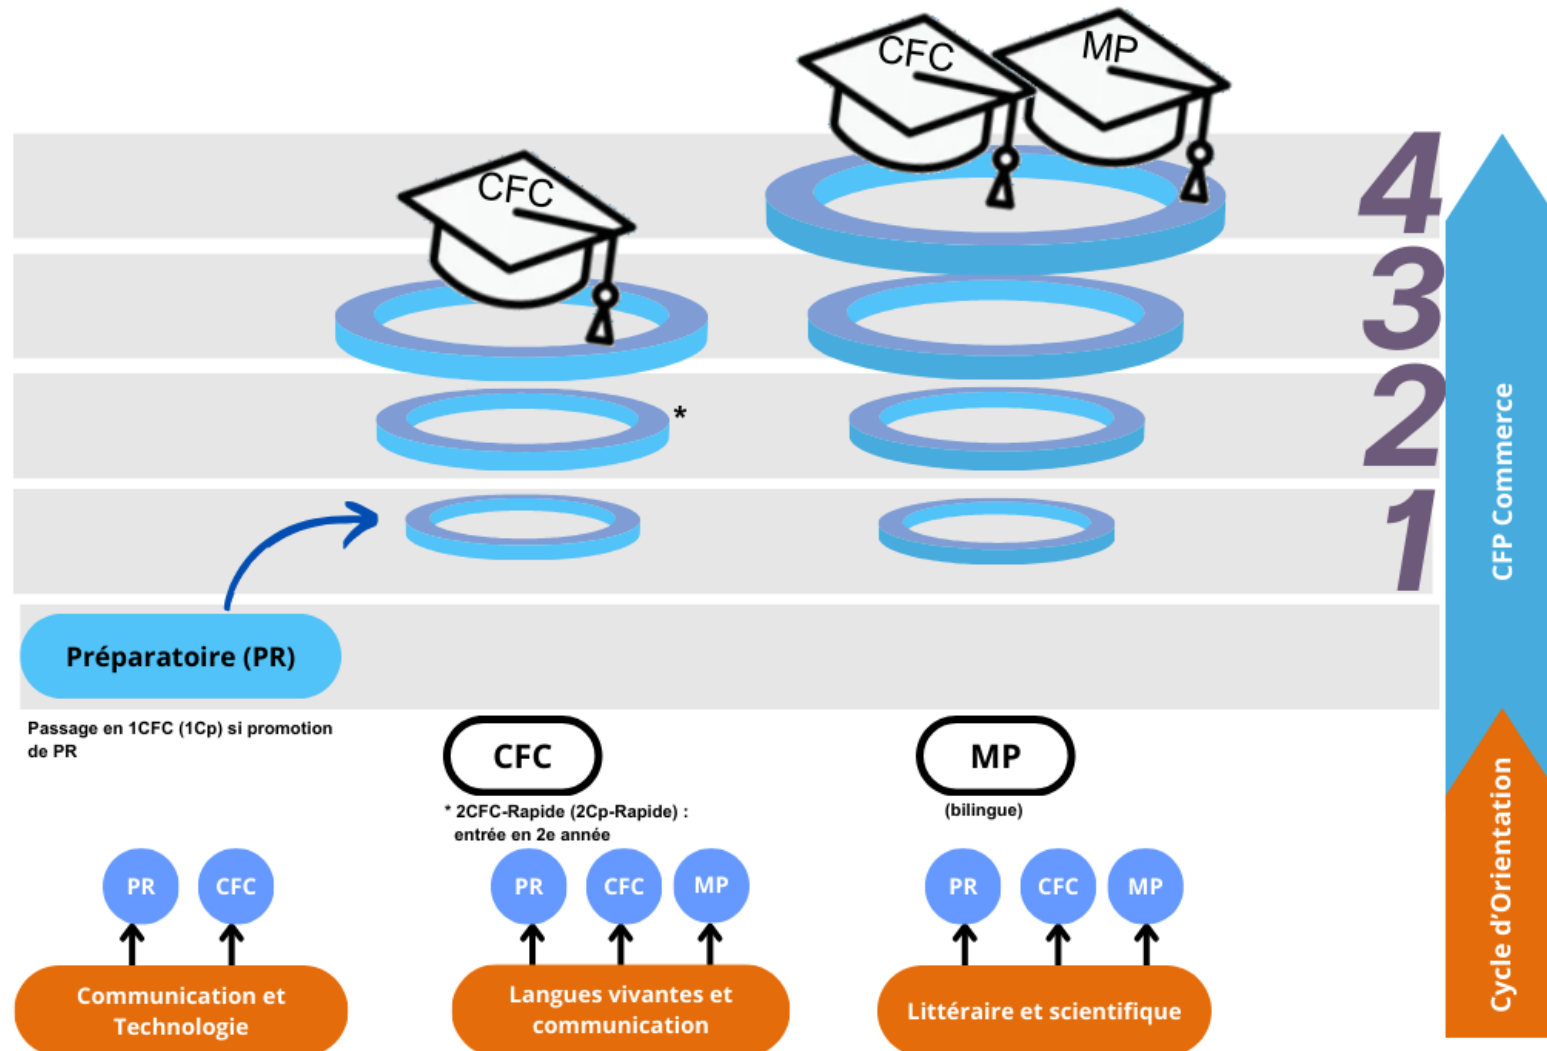 CFC
MP
CFC
4
3
2
*
1
CFP Commerce
Préparatoire (PR)
Passage en 1CFC (1Cp) si promotion
de PR
CFC
* 2CFC-Rapide (2Cp-Rapide) :
entrée en 2e année
MP
(bilingue)
Cycle d'Orientation
PR
CFC
PR
CFC
MP
PR
CFC
MP
Communication et
Technologie
Langues vivantes et
communication
Littéraire et scientifique